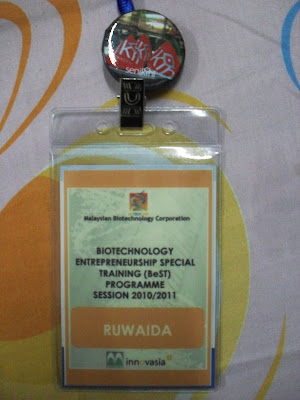 Malaysian Biotechnology Corporation
BIOTECHNOLOGY
ENTREPRENEURSHIP SPECIAL
TRAINING (BeST)
PROGRAMME
SESSION 2010/2011
RUWAIDA
innovasia